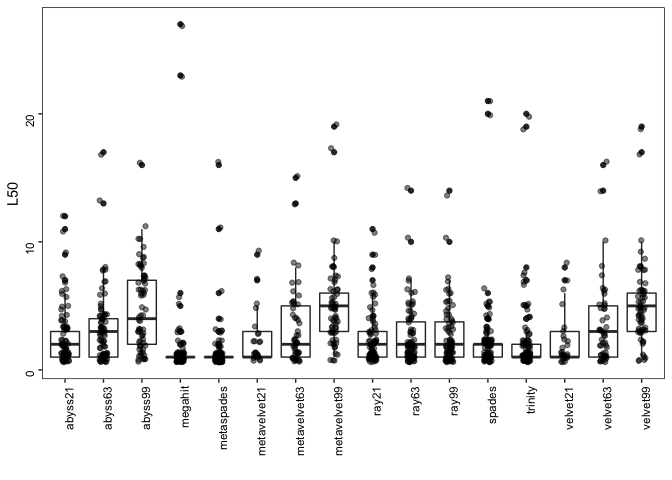 L50
20
10
0
abyss21
abyss63
abyss99
megahit
metaspades
metavelvet21
metavelvet63
metavelvet99
ray21
ray63
ray99
spades
trinity
velvet21
velvet63
velvet99